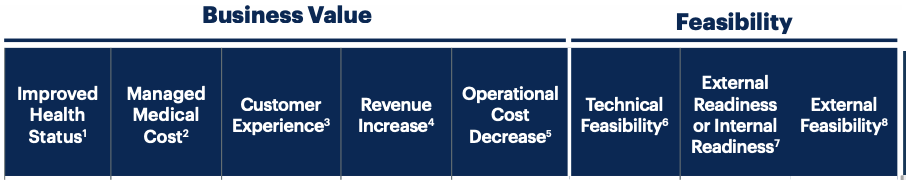 Business Value
Feasibility
Improved
Health
Status¹
Managed
Medical
Cost²
Customer
Experience³
Revenue
Increase⁴
Operational
Cost
Decrease⁵
Technical
Feasibility⁶
External
Readiness
or Internal
Readiness⁷
External
Feasibility⁸